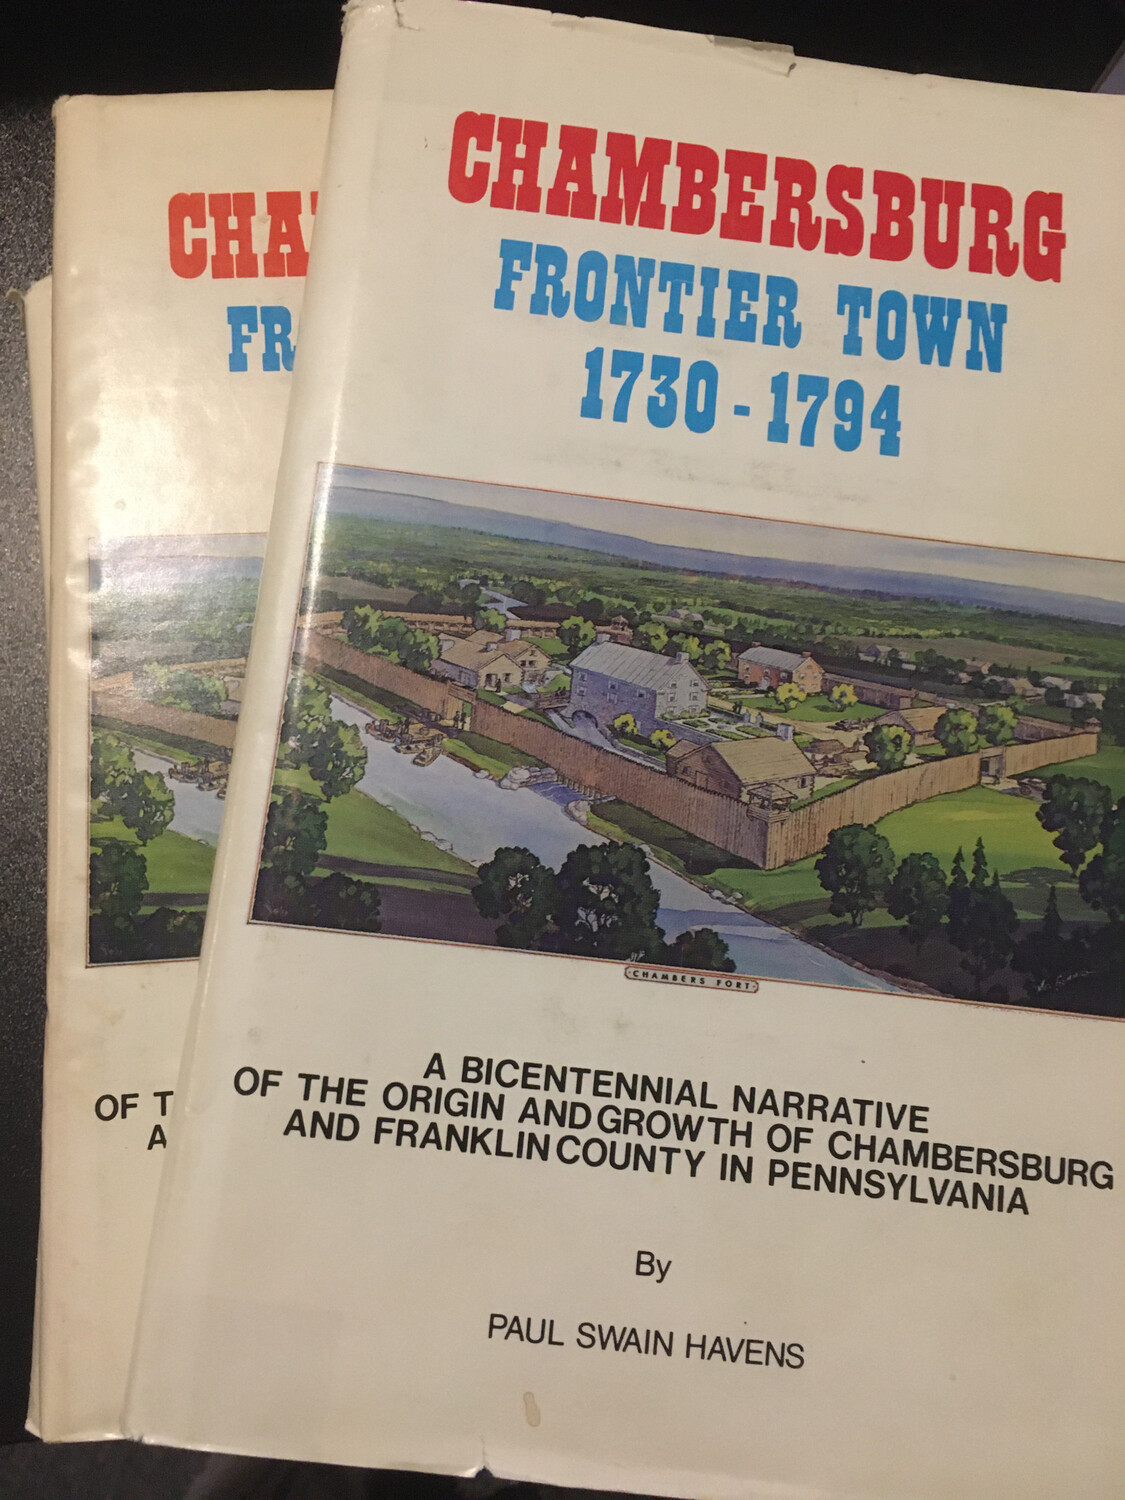 CHAMBERSBURG
FRONTIER TOWN
1730 - 1794
CHAMBERS FORT
A BICENTENNIAL NARRATIVE
OF THE ORIGIN AND GROWTH OF CHAMBERSBURG
AND FRANKLIN COUNTY IN PENNSYLVANIA
By
PAUL SWAIN HAVENS
CHA
FR
OF T
A